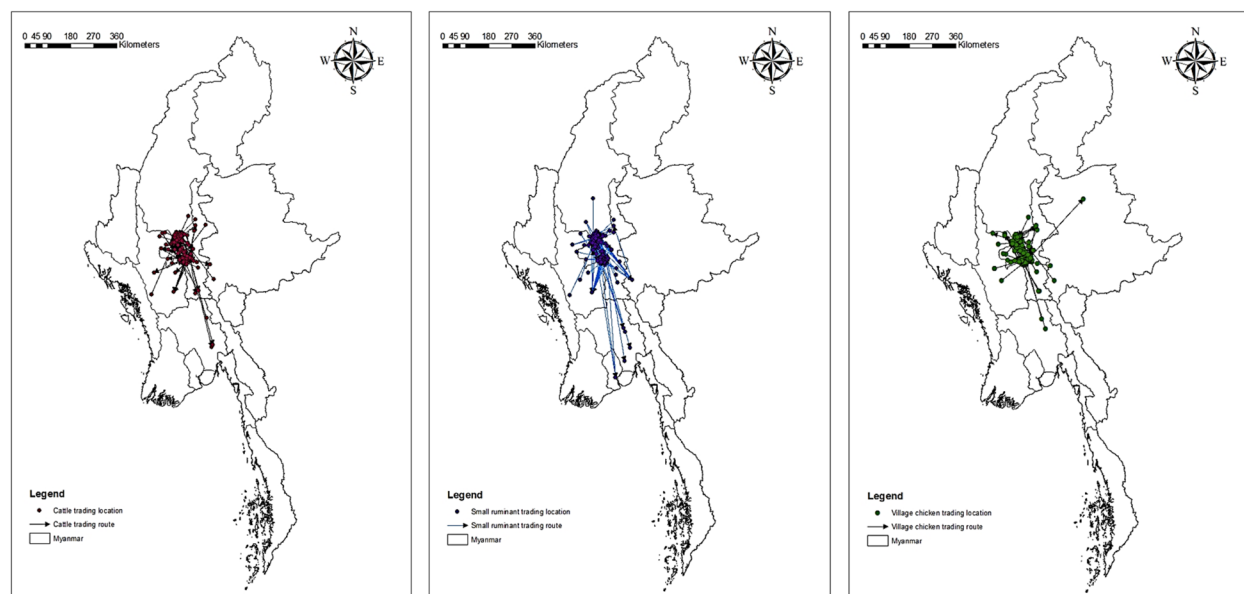 0 45 90 180 270 360
Kilometers
N
W E
S
Legend
Cattle trading location
Cattle trading route
Myanmar
0 45 90 180 270 360
Kilometers
N
W E
S
Legend
Small ruminant trading location
Small ruminant trading route
Myanmar
0 45 90 180 270 360
Kilometers
N
W E
S
Legend
Village chicken trading location
Village chicken trading route
Myanmar